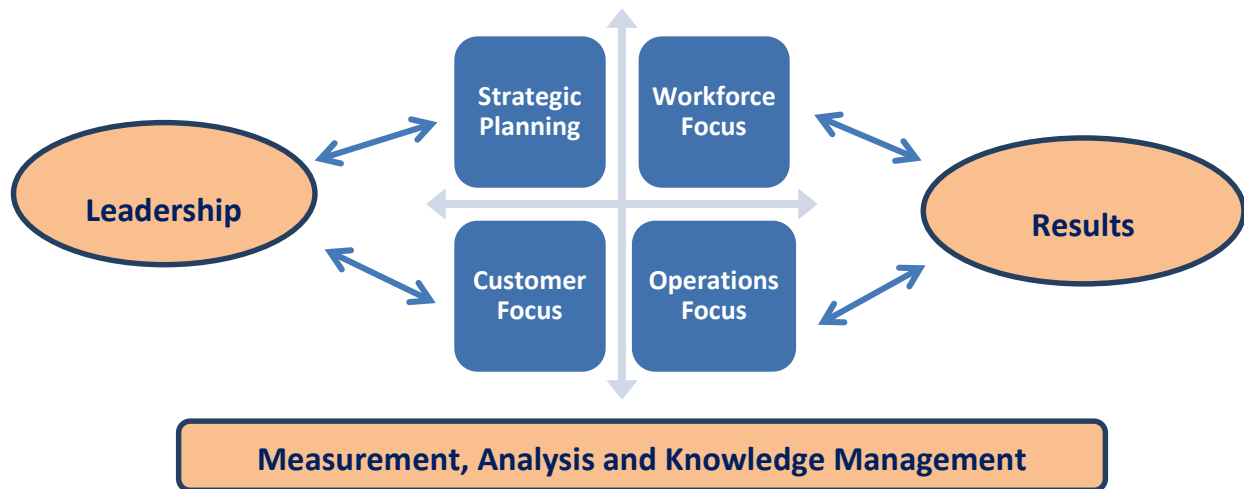 Strategic
Planning
Workforce
Focus
Leadership
Results
Customer
Focus
Operations
Focus
Measurement, Analysis and Knowledge Management